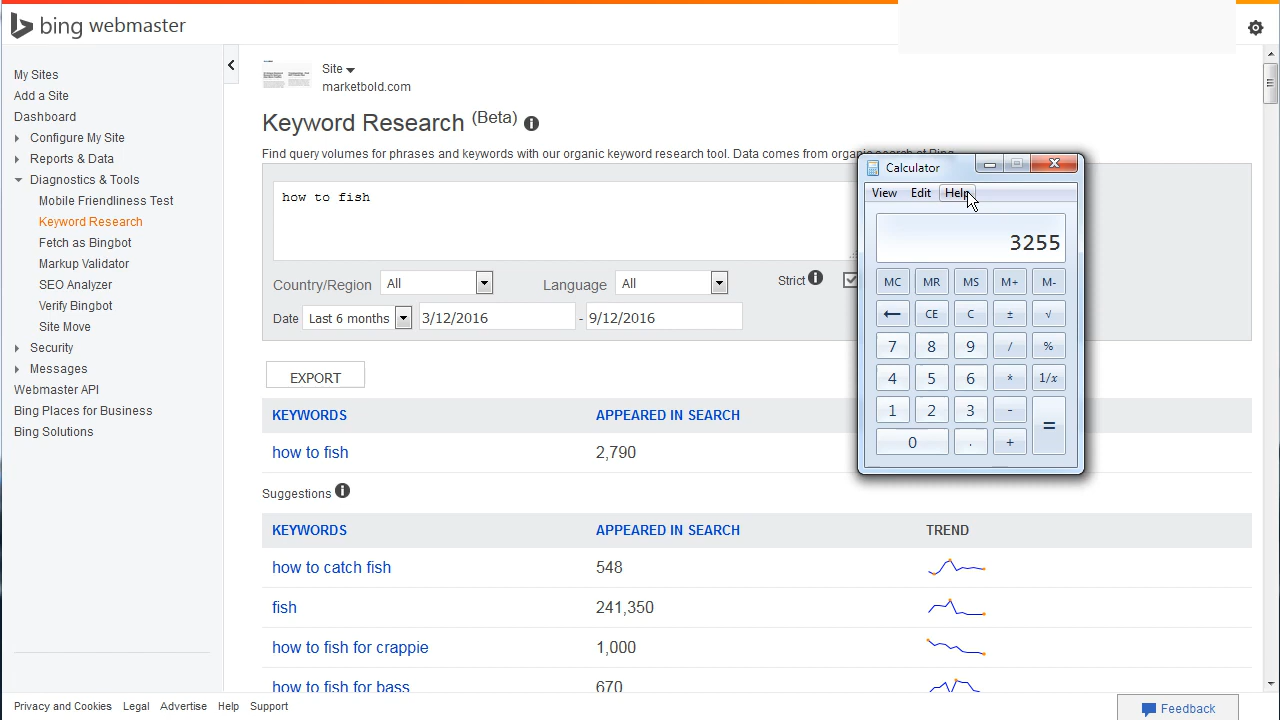 bing webmaster
My Sites
Add a Site
Dashboard
Configure My Site
Reports & Data
Diagnostics & Tools
Mobile Friendliness Test
Keyword Research
Fetch as Bingbot
Markup Validator
SEO Analyzer
Verify Bingbot
Site Move
Security
Messages
Webmaster API
Bing Places for Business
Bing Solutions
Site
marketbold.com
Keyword Research (Beta)
Find query volumes for phrases and keywords with our organic keyword research tool. Data comes from organic search at Bing.
how to fish
Country/Region All Language All Strict
Date Last 6 months 3/12/2016 - 9/12/2016
EXPORT
KEYWORDS APPEARED IN SEARCH
how to fish 2,790
Suggestions
KEYWORDS APPEARED IN SEARCH TREND
how to catch fish 548
fish 241,350
how to fish for crappie 1,000
how to fish for bass 670
Calculator
View Edit Help
3255
MC MR MS M+ M-
← CE C ± √
7 8 9 / %
4 5 6 * 1/x
1 2 3 - =
0 . +
Privacy and Cookies Legal Advertise Help Support
Feedback